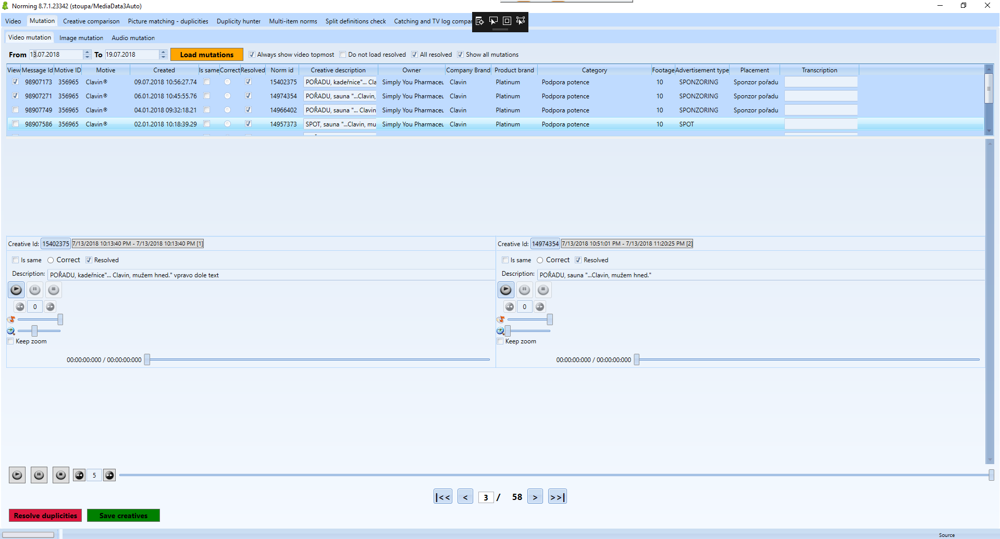 Norming 8.7.1.23342 (stoupa/MediaData3Auto)
Video Mutation Creative comparison Picture matching - duplicities Duplicity hunter Multi-item norms Split definitions check Catching and TV log compar
Video mutation Image mutation Audio mutation
From 13.07.2018 To 19.07.2018 Load mutations Always show video topmost Do not load resolved All resolved Show all mutations
View Message Id Motive ID Motive Created Is same Correct Resolved Norm id Creative description Owner Company Brand Product brand Category Footage Advertisement type Placement Transcription
98907173 356965 Clavin® 09.07.2018 10:56:27.74 15402375 POŘADU, kadeřnice"... Cla Simply You Pharmaceu Clavin Platinum Podpora potence 10 SPONZORING Sponzor pořadu
98907271 356965 Clavin® 06.01.2018 10:45:55.76 14974354 POŘADU, sauna "...Clavin, Simply You Pharmaceu Clavin Platinum Podpora potence 10 SPONZORING Sponzor pořadu
98907749 356965 Clavin® 04.01.2018 09:32:18.21 14966402 POŘADU, sauna "... Clavin Simply You Pharmaceu Clavin Platinum Podpora potence 10 SPONZORING Sponzor pořadu
98907586 356965 Clavin® 02.01.2018 10:18:39.29 14957373 SPOT, sauna "...Clavin, mu Simply You Pharmaceu Clavin Platinum Podpora potence 10 SPOT
Creative Id: 15402375 7/13/2018 10:13:40 PM - 7/13/2018 10:13:40 PM [1]
Is same Correct Resolved
Description: POŘADU, kadeřnice"... Clavin, mužem hned." vpravo dole text
0
Keep zoom
00:00:00:000 / 00:00:00:000
Creative Id: 14974354 7/13/2018 10:51:01 PM - 7/13/2018 11:20:25 PM [2]
Is same Correct Resolved
Description: POŘADU, sauna "...Clavin, mužem hned."
0
Keep zoom
00:00:00:000 / 00:00:00:000
5
|<< < 3 / 58 > >>|
Resolve duplicities Save creatives
Source